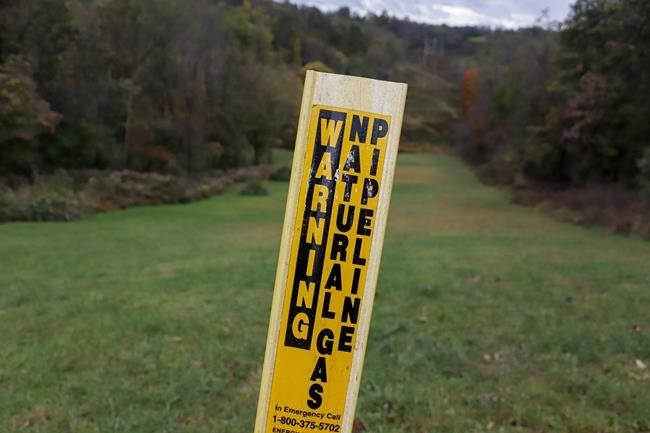 WARNING
NATURAL GAS
PIPELINE
In Emergency Call
1-800-375-5702